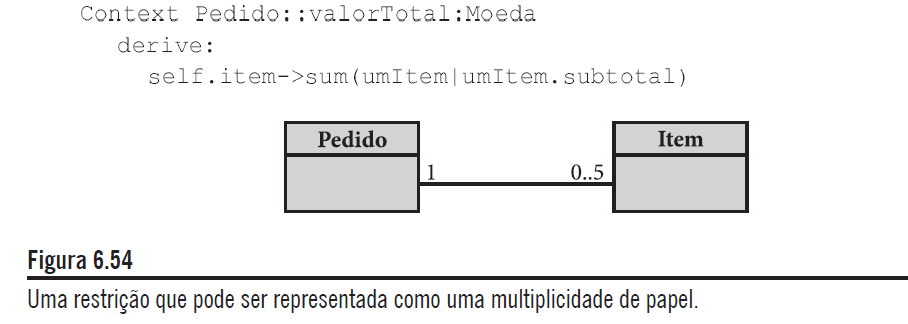 Context Pedido::valorTotal:Moeda
derive:
self.item->sum(umItem|umItem.subtotal)
Pedido
Item
1
0..5
Figura 6.54
Uma restrição que pode ser representada como uma multiplicidade de papel.